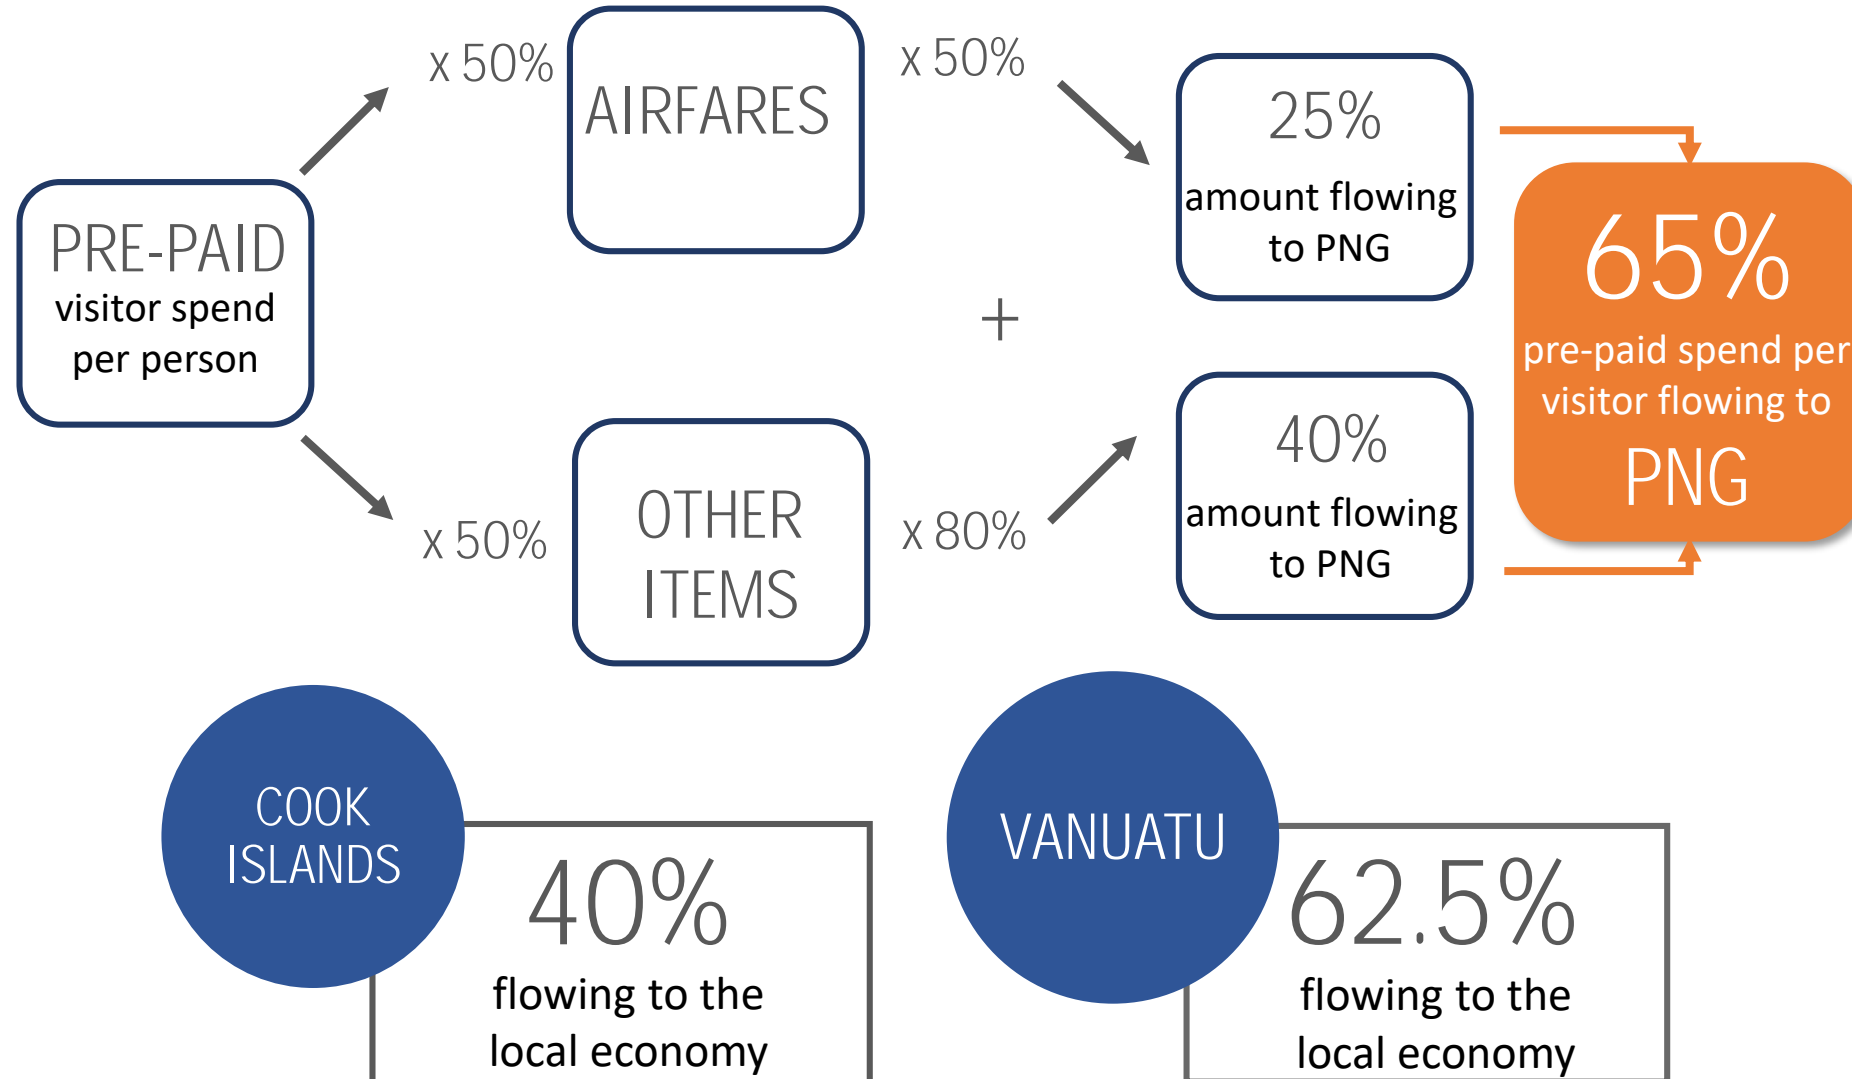 x 50%
AIRFARES
x 50%
25%
amount flowing
to PNG
PRE-PAID
visitor spend
per person
+
65%
pre-paid spend per
visitor flowing to
PNG
x 50%
OTHER
ITEMS
x 80%
40%
amount flowing
to PNG
COOK
ISLANDS
40%
flowing to the
local economy
VANUATU
62.5%
flowing to the
local economy